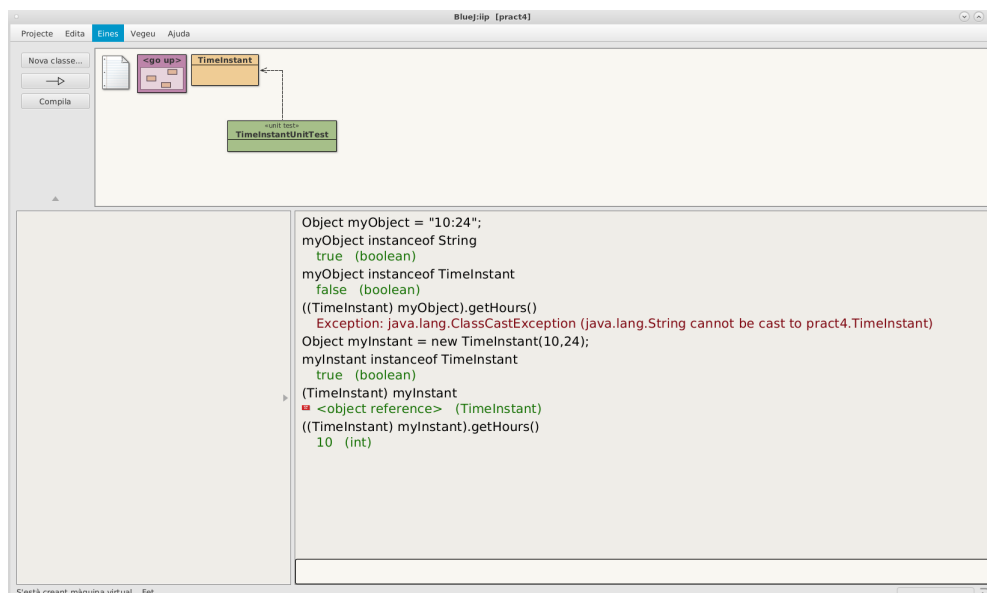 BlueJ:iip [pract4]
Projecte Edita Eines Vegeu Ajuda
Nova classe...
Compila
<go up>
TimeInstant
«unit test»
TimeInstantUnitTest
Object myObject = "10:24";
myObject instanceof String
true (boolean)
myObject instanceof TimeInstant
false (boolean)
((TimeInstant) myObject).getHours()
Exception: java.lang.ClassCastException (java.lang.String cannot be cast to pract4.TimeInstant)
Object myInstant = new TimeInstant(10,24);
myInstant instanceof TimeInstant
true (boolean)
(TimeInstant) myInstant
<object reference> (TimeInstant)
((TimeInstant) myInstant).getHours()
10 (int)
S'està creant màquina virtual... Fet.